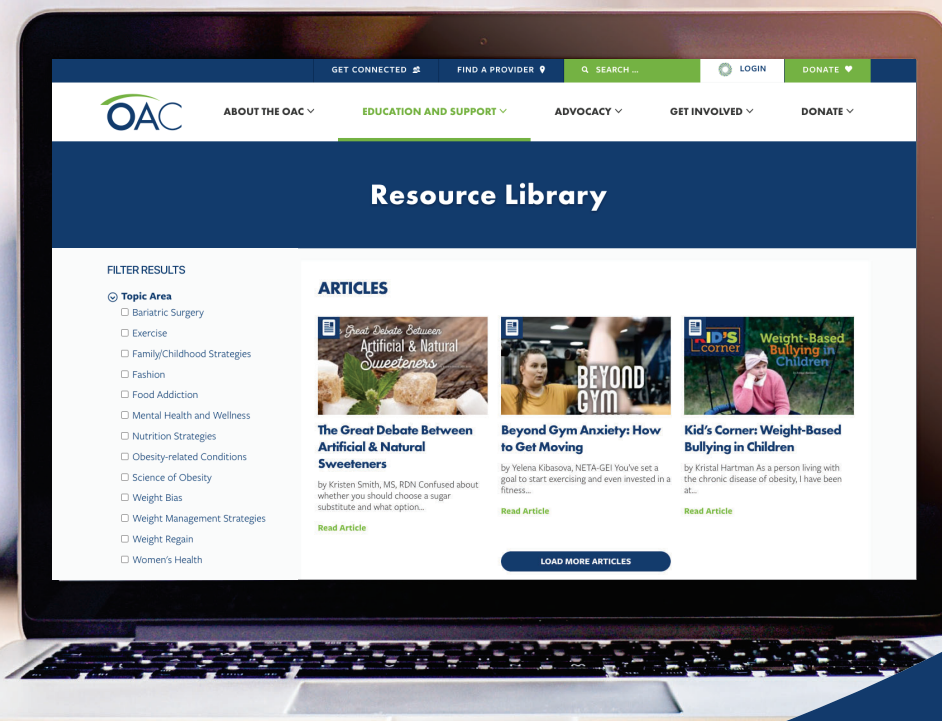 GET CONNECTED
FIND A PROVIDER
SEARCH ...
LOGIN
DONATE
OAC
ABOUT THE OAC
EDUCATION AND SUPPORT
ADVOCACY
GET INVOLVED
DONATE
Resource Library
FILTER RESULTS
Topic Area
Bariatric Surgery
Exercise
Family/Childhood Strategies
Fashion
Food Addiction
Mental Health and Wellness
Nutrition Strategies
Obesity-related Conditions
Science of Obesity
Weight Bias
Weight Management Strategies
Weight Regain
Women's Health
ARTICLES
Great Debate Between
Artificial & Natural
Sweeteners
The Great Debate Between
Artificial & Natural
Sweeteners
by Kristen Smith, MS, RDN Confused about
whether you should choose a sugar
substitute and what option...
Read Article
BEYOND
GYM
Beyond Gym Anxiety: How
to Get Moving
by Yelena Kibasova, NETA-GEI You've set a
goal to start exercising and even invested in a
fitness...
Read Article
KID'S
Corner
Weight-Based
Bullying in
Children
Kid's Corner: Weight-Based
Bullying in Children
by Kristal Hartman As a person living with
the chronic disease of obesity, I have been
at...
Read Article
LOAD MORE ARTICLES